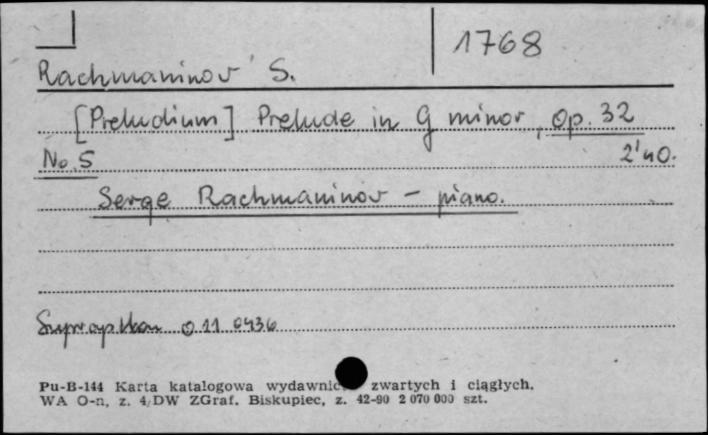 1768
Rachmaninov S.
[Preludium] Prelude in G minor, Op. 32
No. 5 2'40.
Serge Rachmaninov - piano.
Supraphon 0 11 0436
Pu-B-144 Karta katalogowa wydawnic zwartych i ciągłych.
WA O-n, z. 4/DW ZGraf. Biskupiec, z. 42-90 2 070 000 szt.